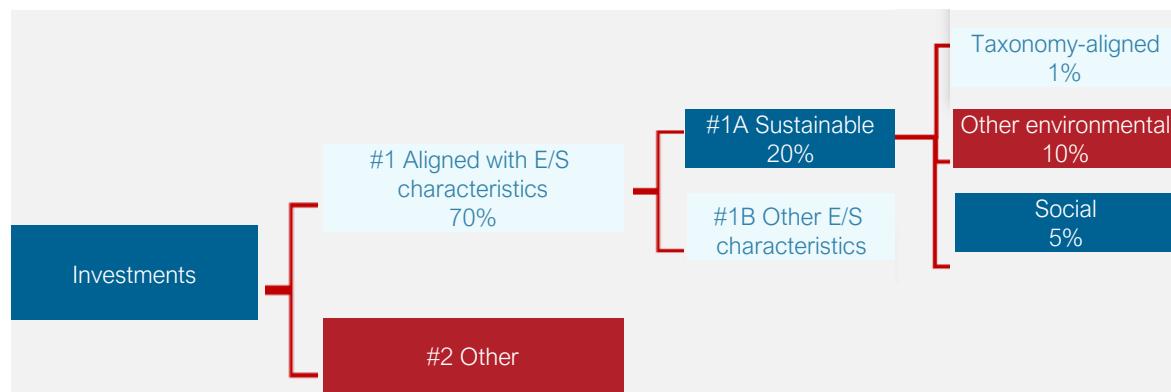 Investments
#1 Aligned with E/S
characteristics
70%
#2 Other
#1A Sustainable
20%
#1B Other E/S
characteristics
Taxonomy-aligned
1%
Other environmental
10%
Social
5%